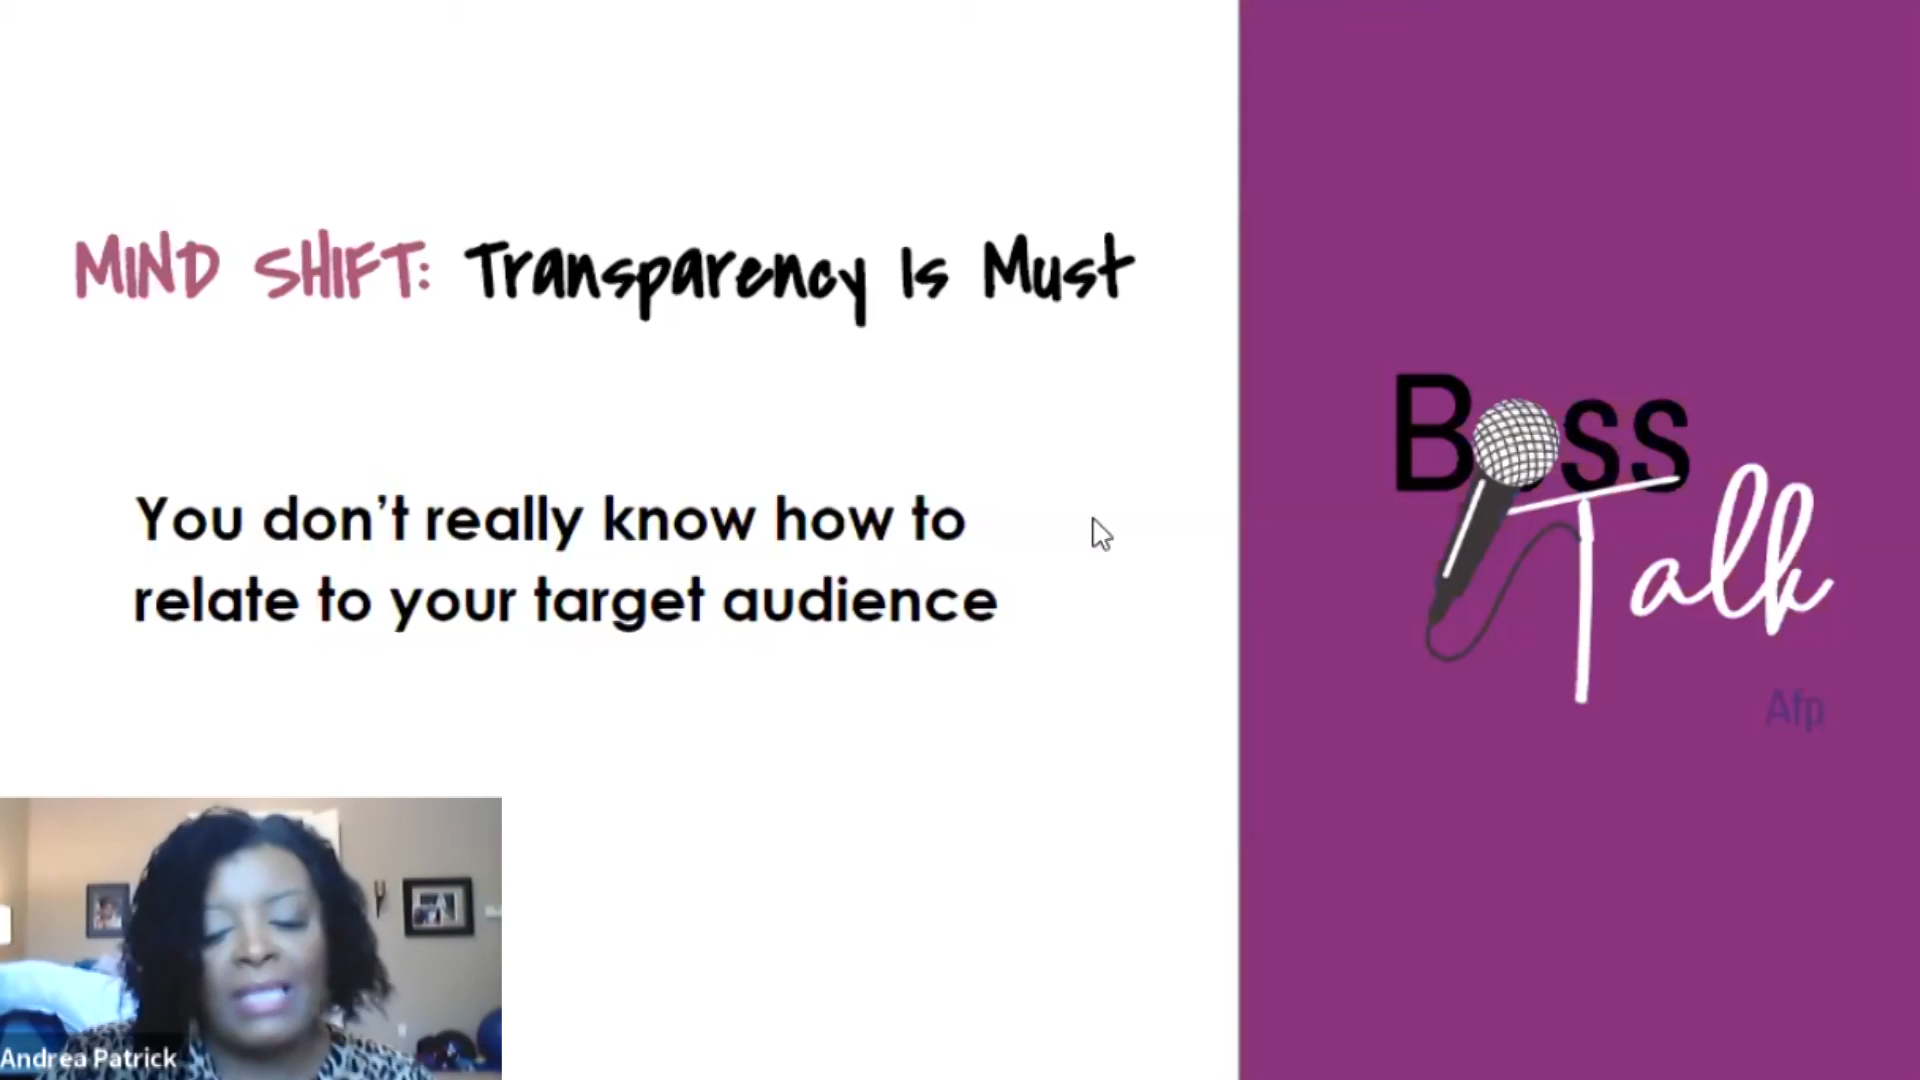 MIND SHIFT: Transparency Is Must
You don't really know how to
relate to your target audience
Boss
Talk
Afp
Andrea Patrick